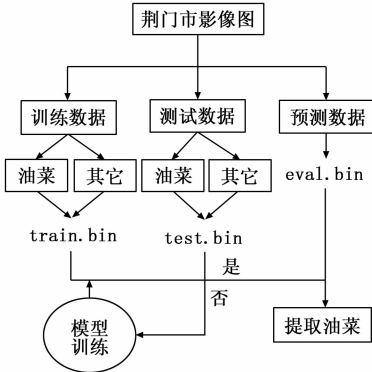 荆门市影像图
训练数据
测试数据
预测数据
油菜
其它
油菜
其它
eval.bin
train.bin
test.bin
是
否
模型
训练
提取油菜